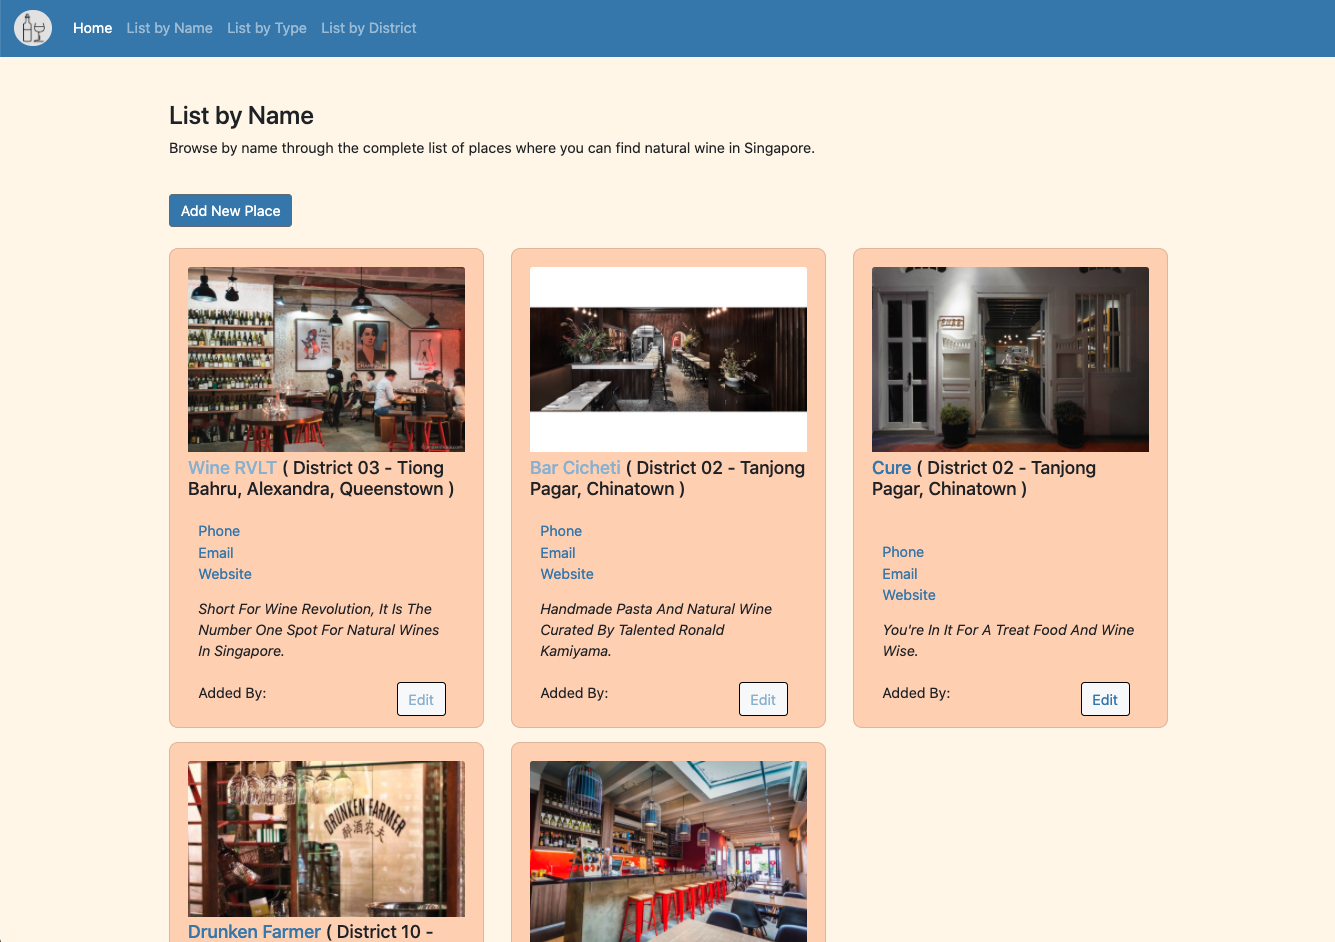 Home List by Name List by Type List by District
List by Name
Browse by name through the complete list of places where you can find natural wine in Singapore.
Add New Place
Wine RVLT ( District 03 - Tiong
Bahru, Alexandra, Queenstown )
Phone
Email
Website
Short For Wine Revolution, It Is The
Number One Spot For Natural Wines
In Singapore.
Added By:
Edit
Bar Cicheti ( District 02 - Tanjong
Pagar, Chinatown )
Phone
Email
Website
Handmade Pasta And Natural Wine
Curated By Talented Ronald
Kamiyama.
Added By:
Edit
Cure ( District 02 - Tanjong
Pagar, Chinatown )
Phone
Email
Website
You're In It For A Treat Food And Wine
Wise.
Added By:
Edit
DRUNKEN FARMER
醉酒农夫
Drunken Farmer ( District 10 -